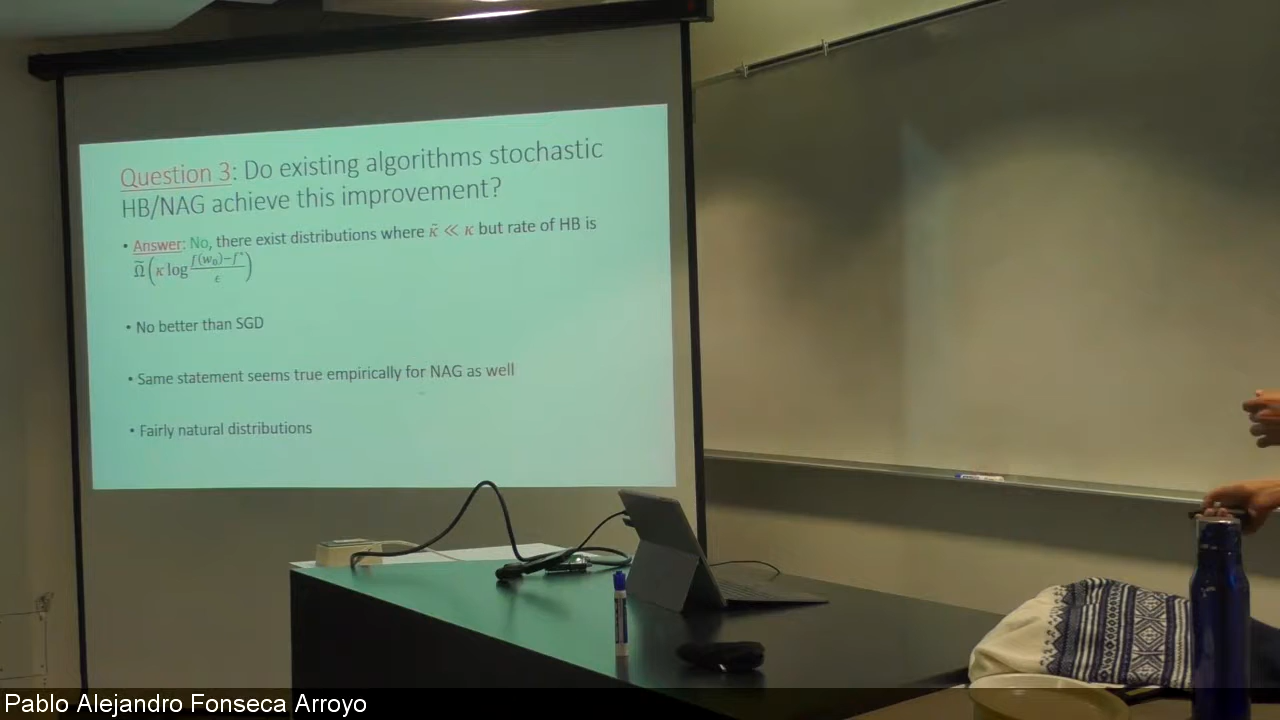 Question 3: Do existing algorithms stochastic
HB/NAG achieve this improvement?
• Answer: No, there exist distributions where κ̃ ≪ κ but rate of HB is
Ω̃(κ log (f(w₀)−f*)/ϵ)
• No better than SGD
• Same statement seems true empirically for NAG as well
• Fairly natural distributions
Pablo Alejandro Fonseca Arroyo